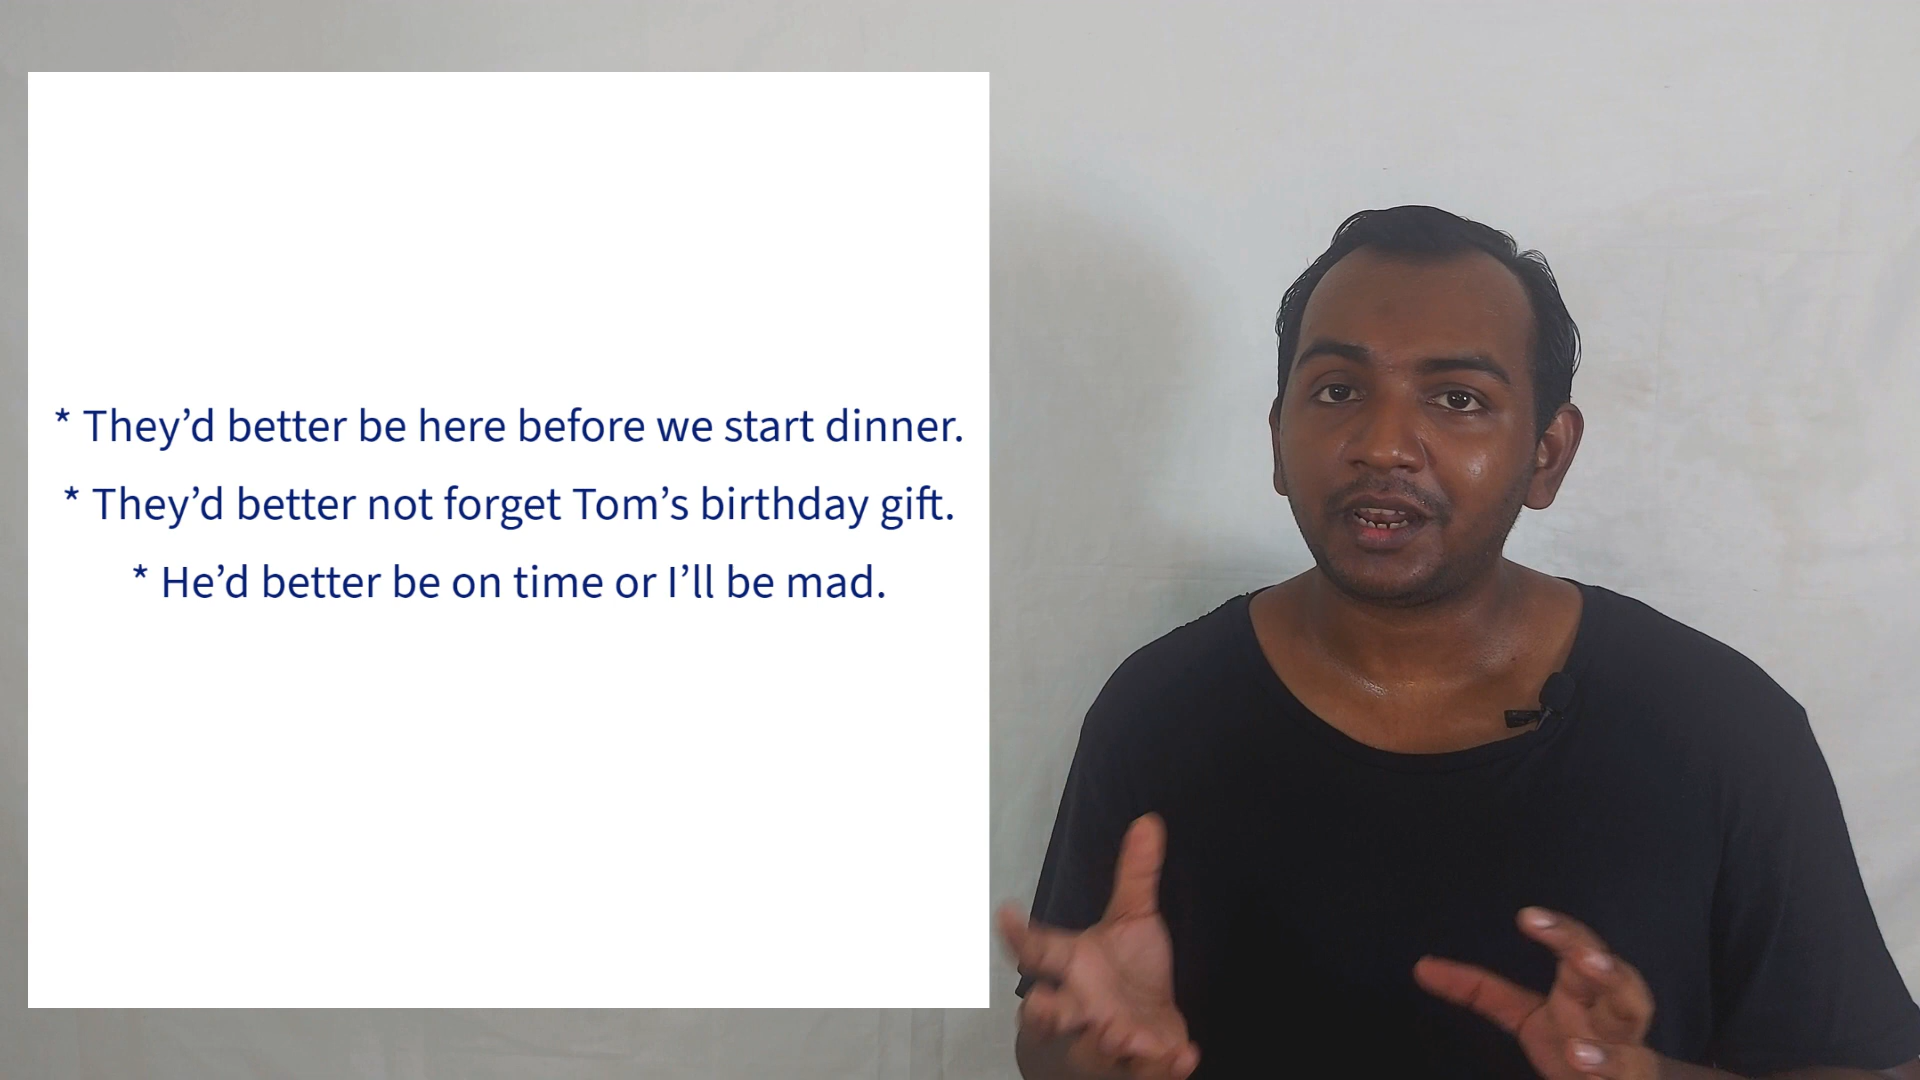 * They’d better be here before we start dinner.
* They’d better not forget Tom’s birthday gift.
* He’d better be on time or I’ll be mad.